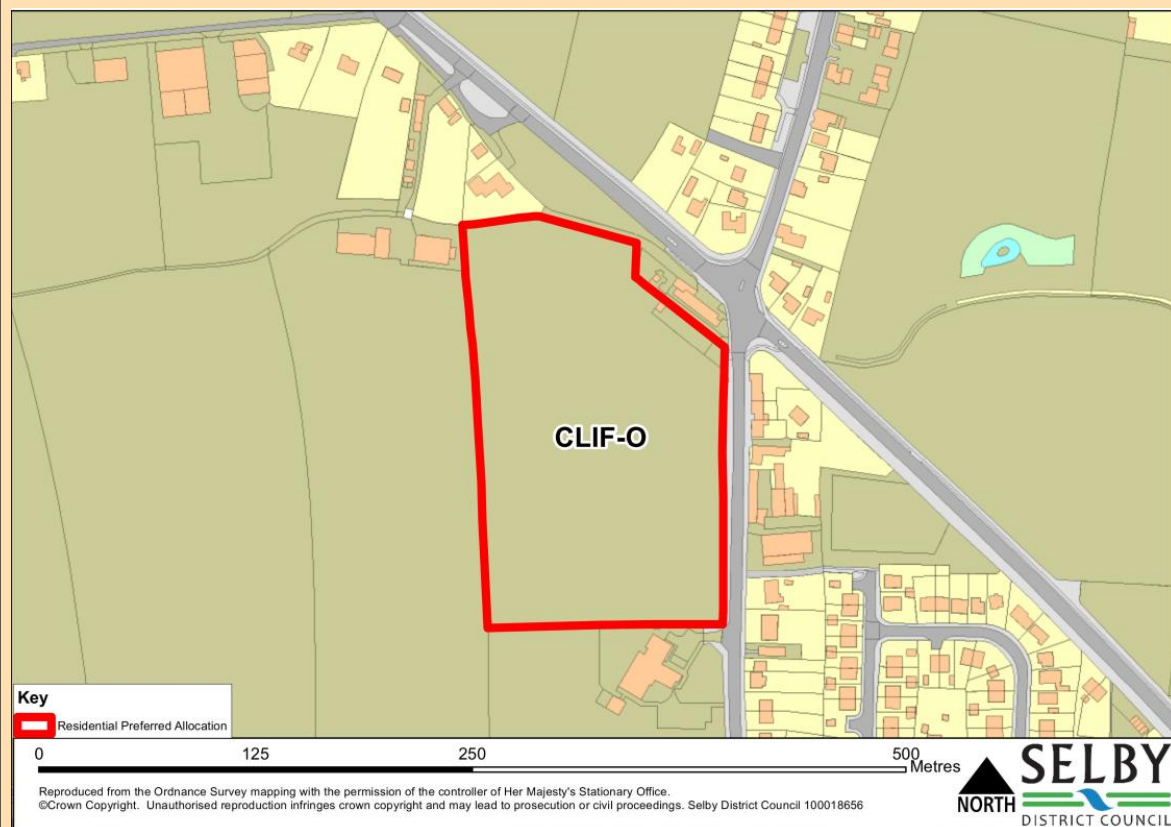 CLIF-O
Key
Residential Preferred Allocation
0 125 250 500
Metres
Reproduced from the Ordnance Survey mapping with the permission of the controller of Her Majesty's Stationary Office.
©Crown Copyright. Unauthorised reproduction infringes crown copyright and may lead to prosecution or civil proceedings. Selby District Council 100018656
NORTH
SELBY
DISTRICT COUNCIL